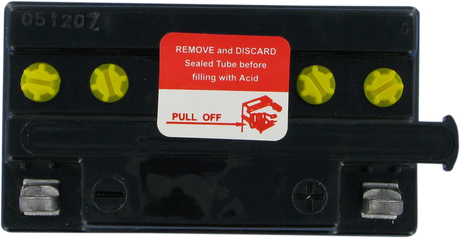 051207
G
REMOVE and DISCARD
Sealed Tube before
filling with Acid
PULL OFF